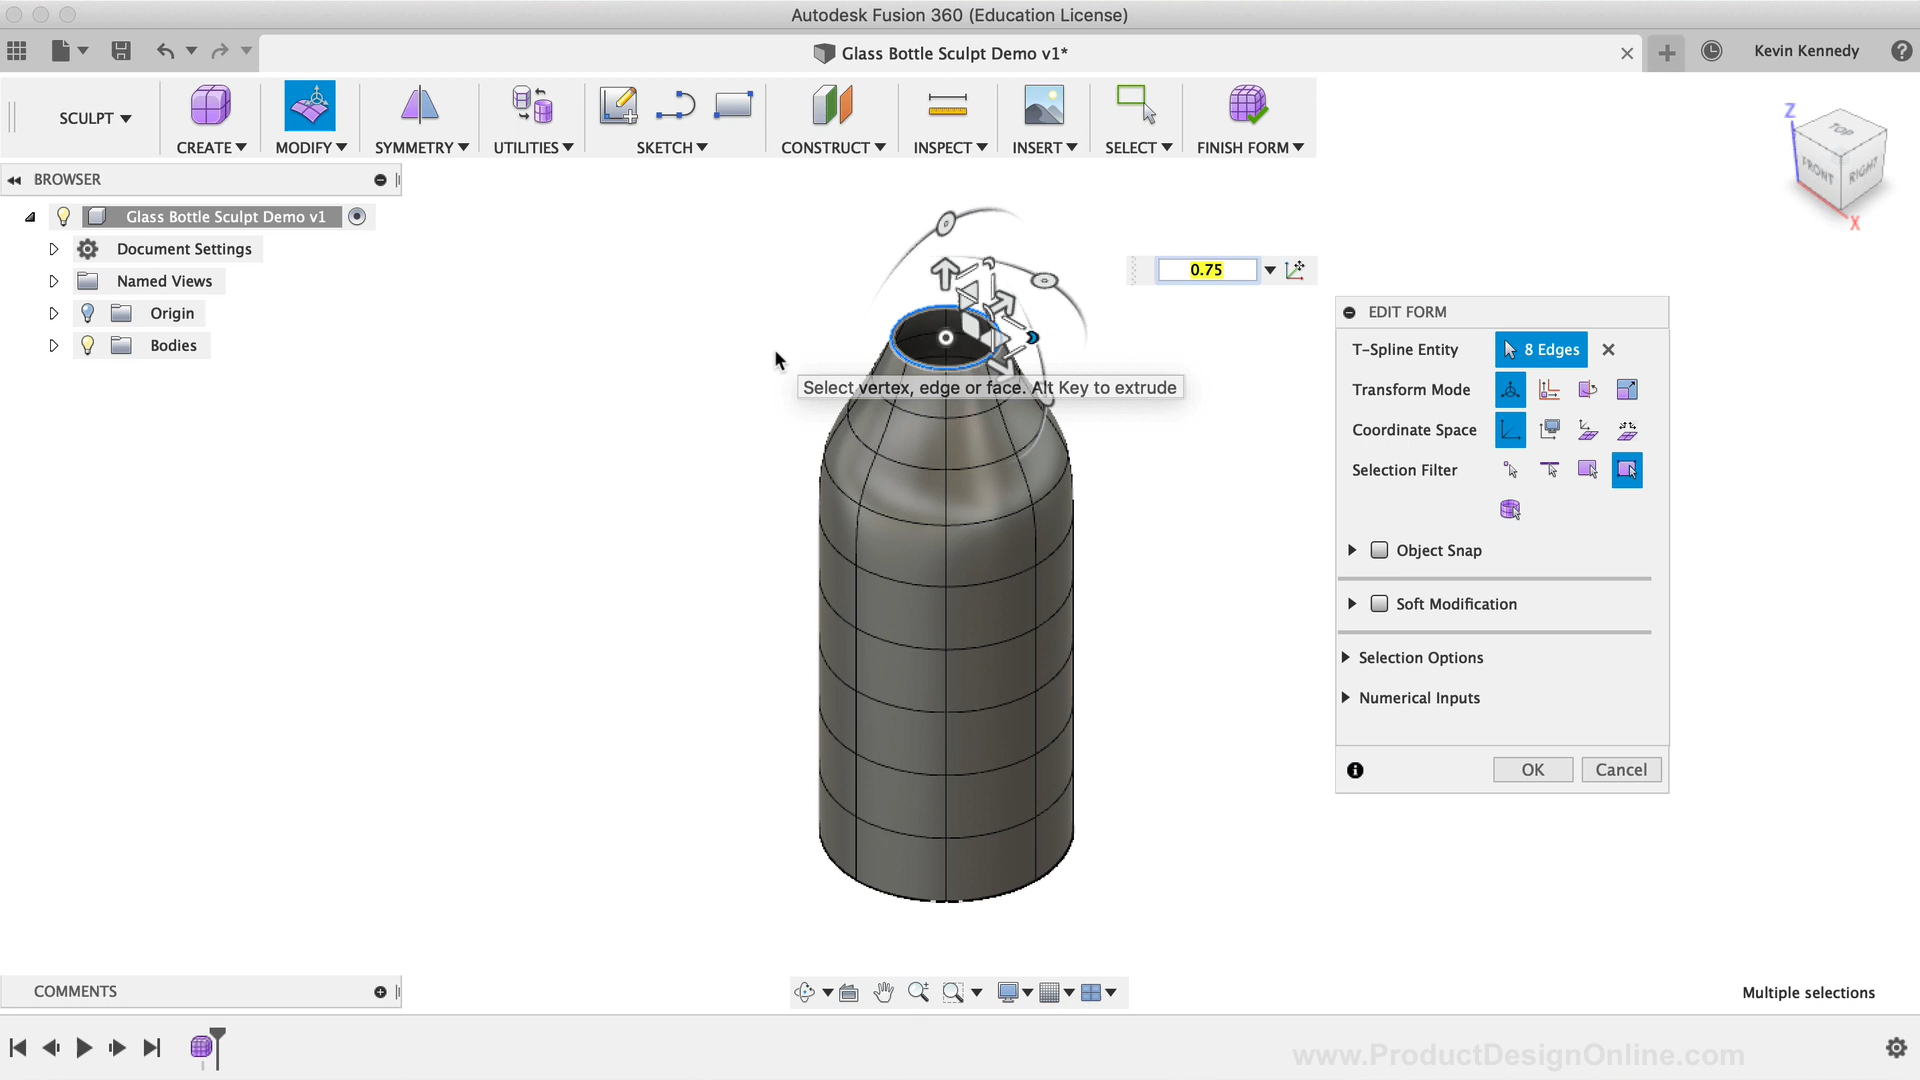 Autodesk Fusion 360 (Education License)
Glass Bottle Sculpt Demo v1*
Kevin Kennedy
SCULPT
CREATE
MODIFY
SYMMETRY
UTILITIES
SKETCH
CONSTRUCT
INSPECT
INSERT
SELECT
FINISH FORM
Z
TOP
FRONT
RIGHT
X
BROWSER
Glass Bottle Sculpt Demo v1
Document Settings
Named Views
Origin
Bodies
0.75
Select vertex, edge or face. Alt Key to extrude
EDIT FORM
T-Spline Entity
8 Edges
Transform Mode
Coordinate Space
Selection Filter
Object Snap
Soft Modification
Selection Options
Numerical Inputs
OK
Cancel
COMMENTS
Multiple selections
www.ProductDesignOnline.com